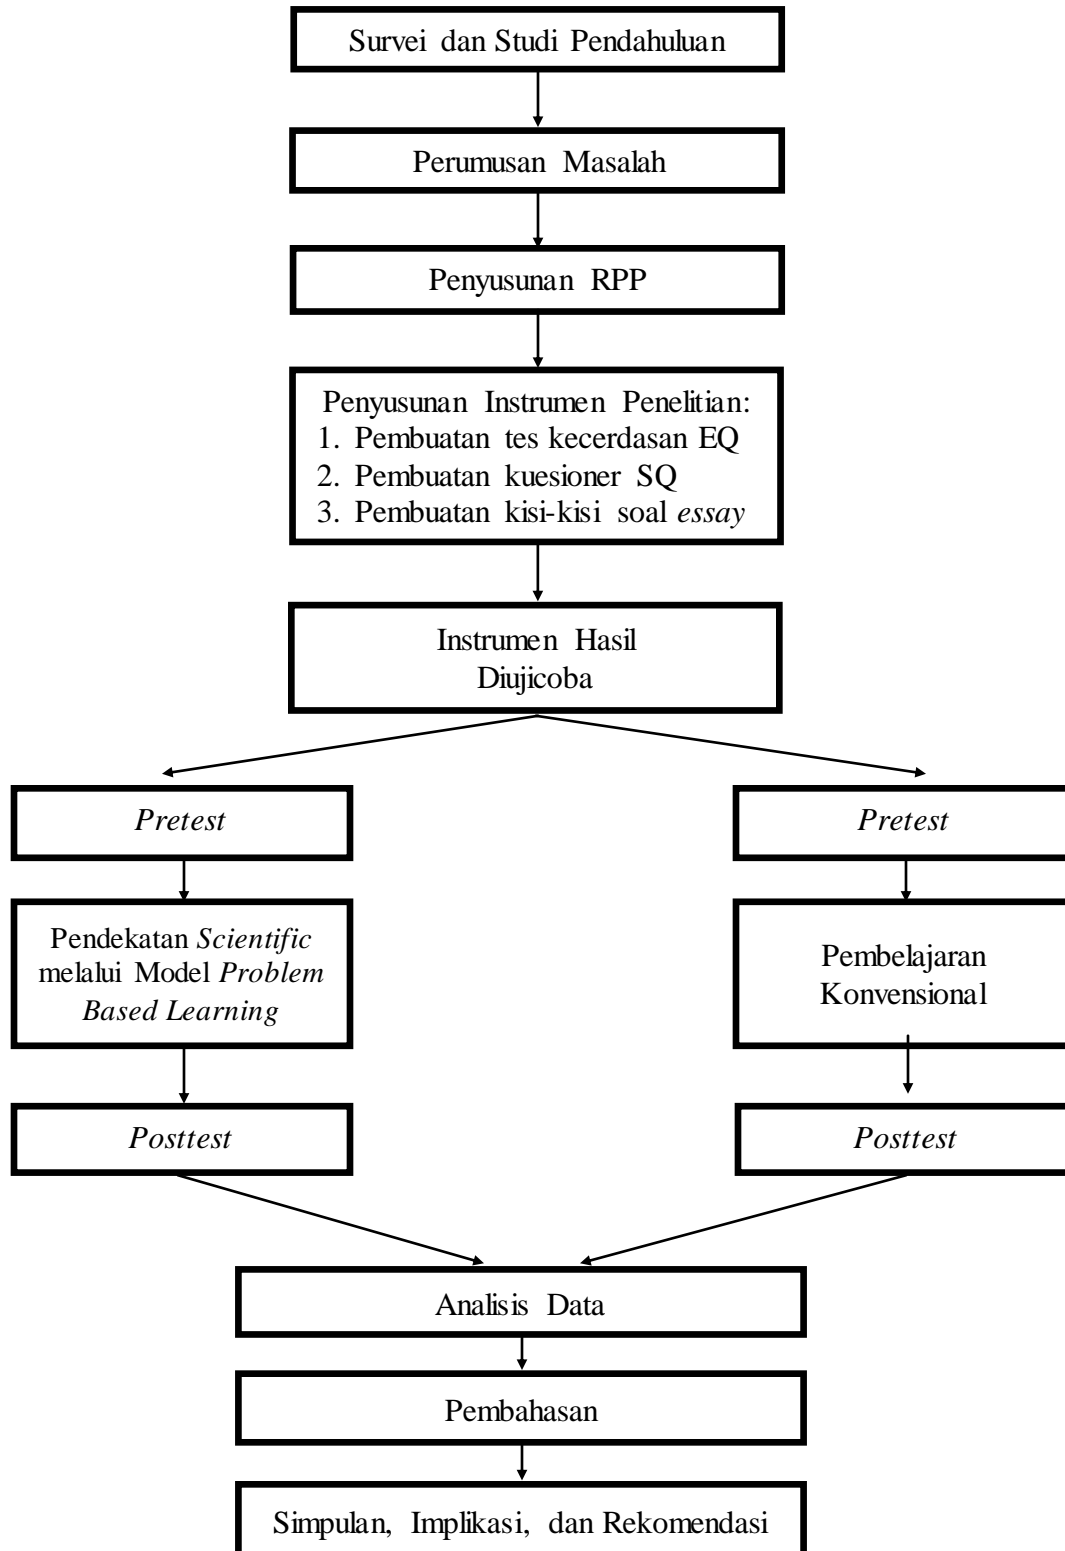 Survei dan Studi Pendahuluan
Perumusan Masalah
Penyusunan RPP
Penyusunan Instrumen Penelitian:
1. Pembuatan tes kecerdasan EQ
2. Pembuatan kuesioner SQ
3. Pembuatan kisi-kisi soal essay
Instrumen Hasil
Diujicoba
Pretest
Pretest
Pendekatan Scientific
melalui Model Problem
Based Learning
Pembelajaran
Konvensional
Posttest
Posttest
Analisis Data
Pembahasan
Simpulan, Implikasi, dan Rekomendasi